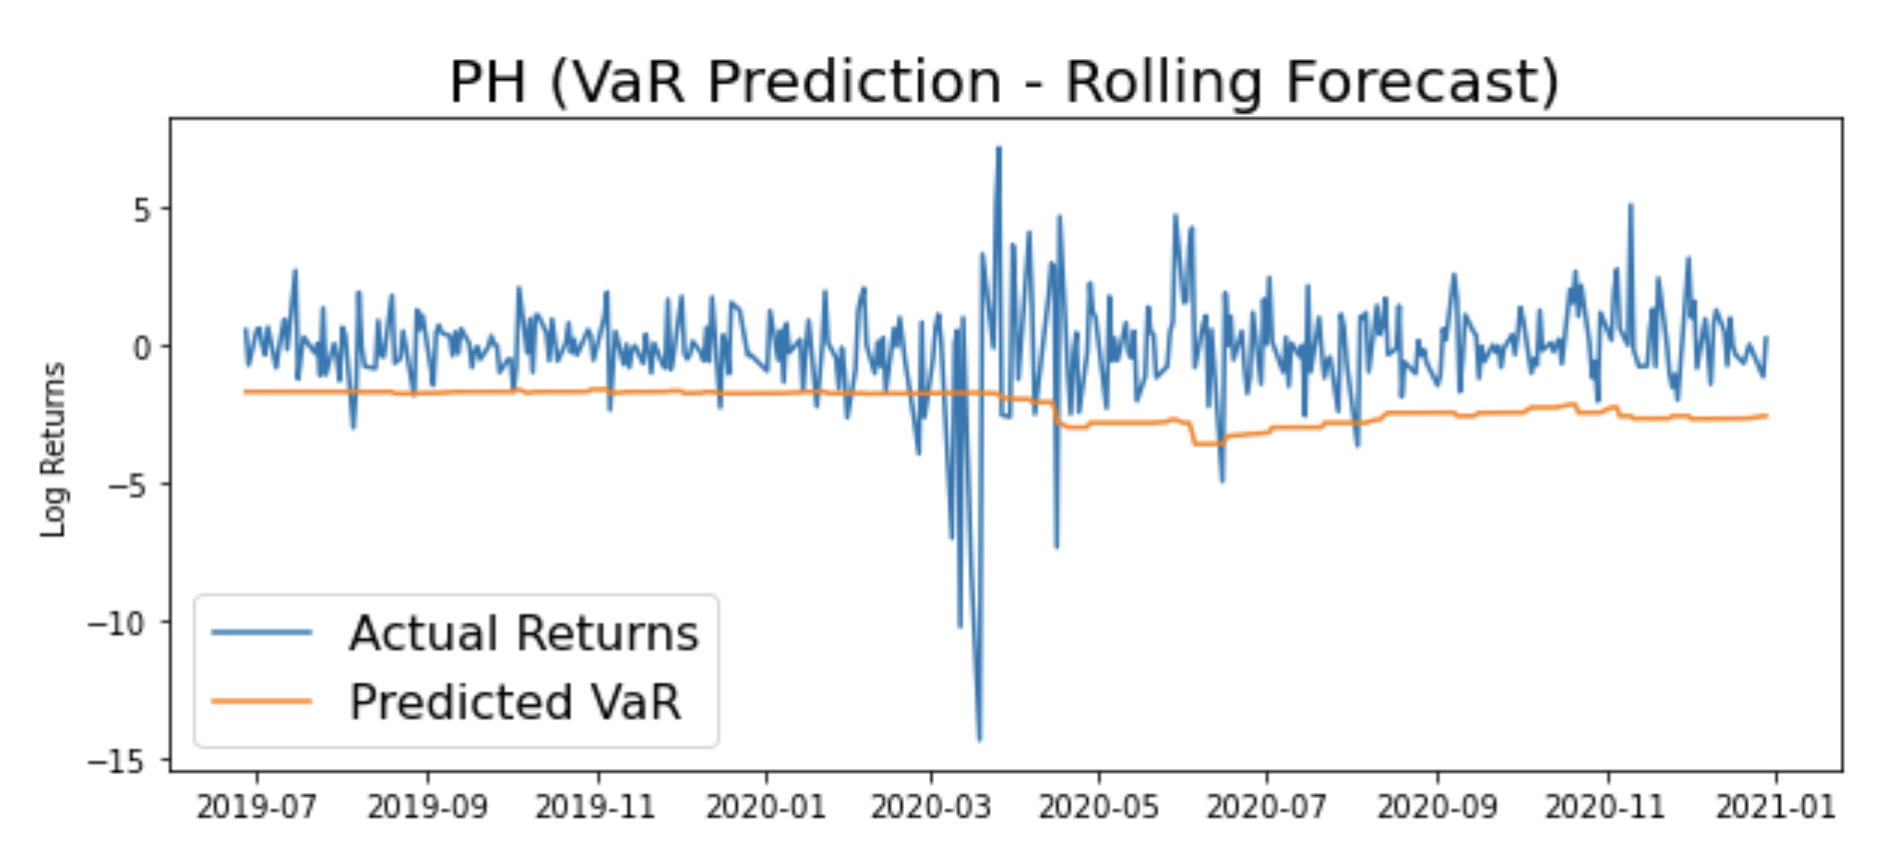 PH (VaR Prediction - Rolling Forecast)
Log Returns
5
0
−5
−10
−15
Actual Returns
Predicted VaR
2019-07 2019-09 2019-11 2020-01 2020-03 2020-05 2020-07 2020-09 2020-11 2021-01